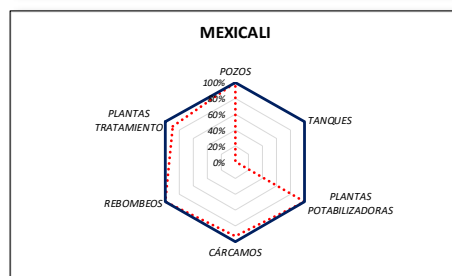 MEXICALI
POZOS
100%
80%
60%
40%
20%
0%
TANQUES
PLANTAS
POTABILIZADORAS
CÁRCAMOS
REBOMBEOS
PLANTAS
TRATAMIENTO